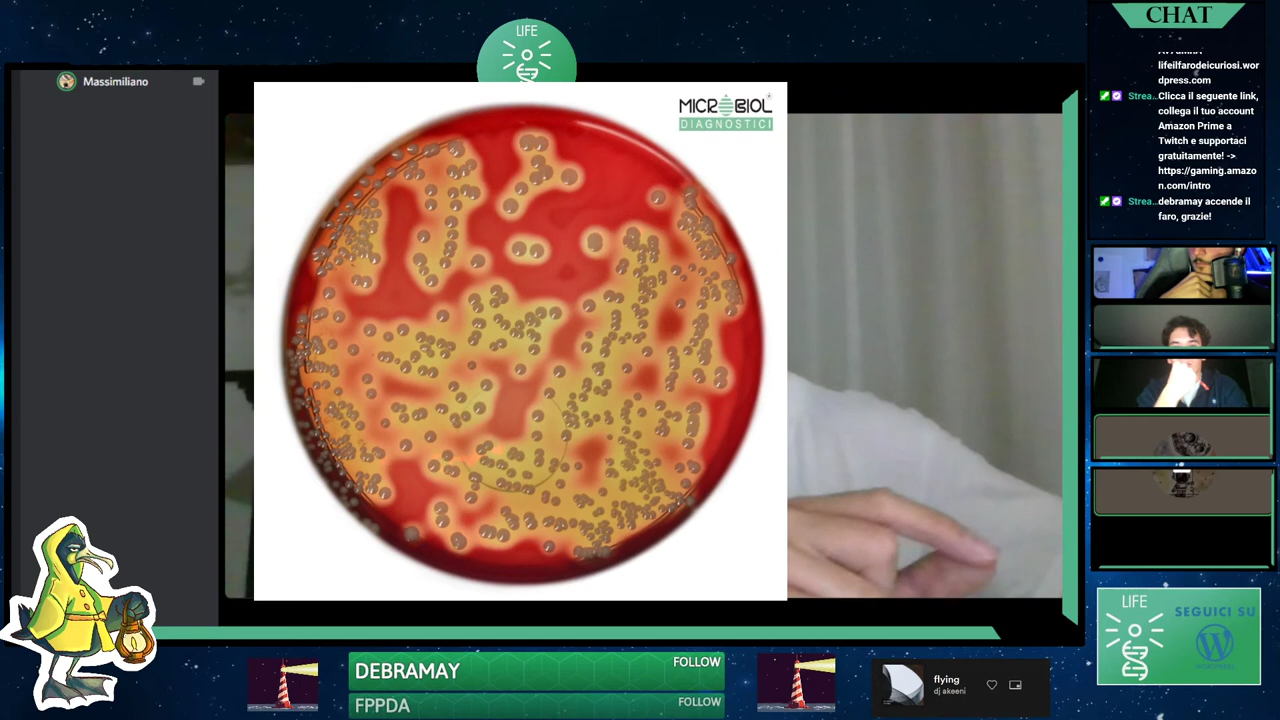 LIFE
CHAT
Massimiliano
lifeilfarodeicuriosi.wor
dpress.com
Strea.. Clicca il seguente link,
collega il tuo account
Amazon Prime a
Twitch e supportaci
gratuitamente! ->
https://gaming.amazo
n.com/intro
Strea.. debramay accende il
faro, grazie!
MICROBIOL
DIAGNOSTICI
LIFE
SEGUICI SU
WORDPRESS
DEBRAMAY
FOLLOW
FPPDA
FOLLOW
flying
dj akeeni